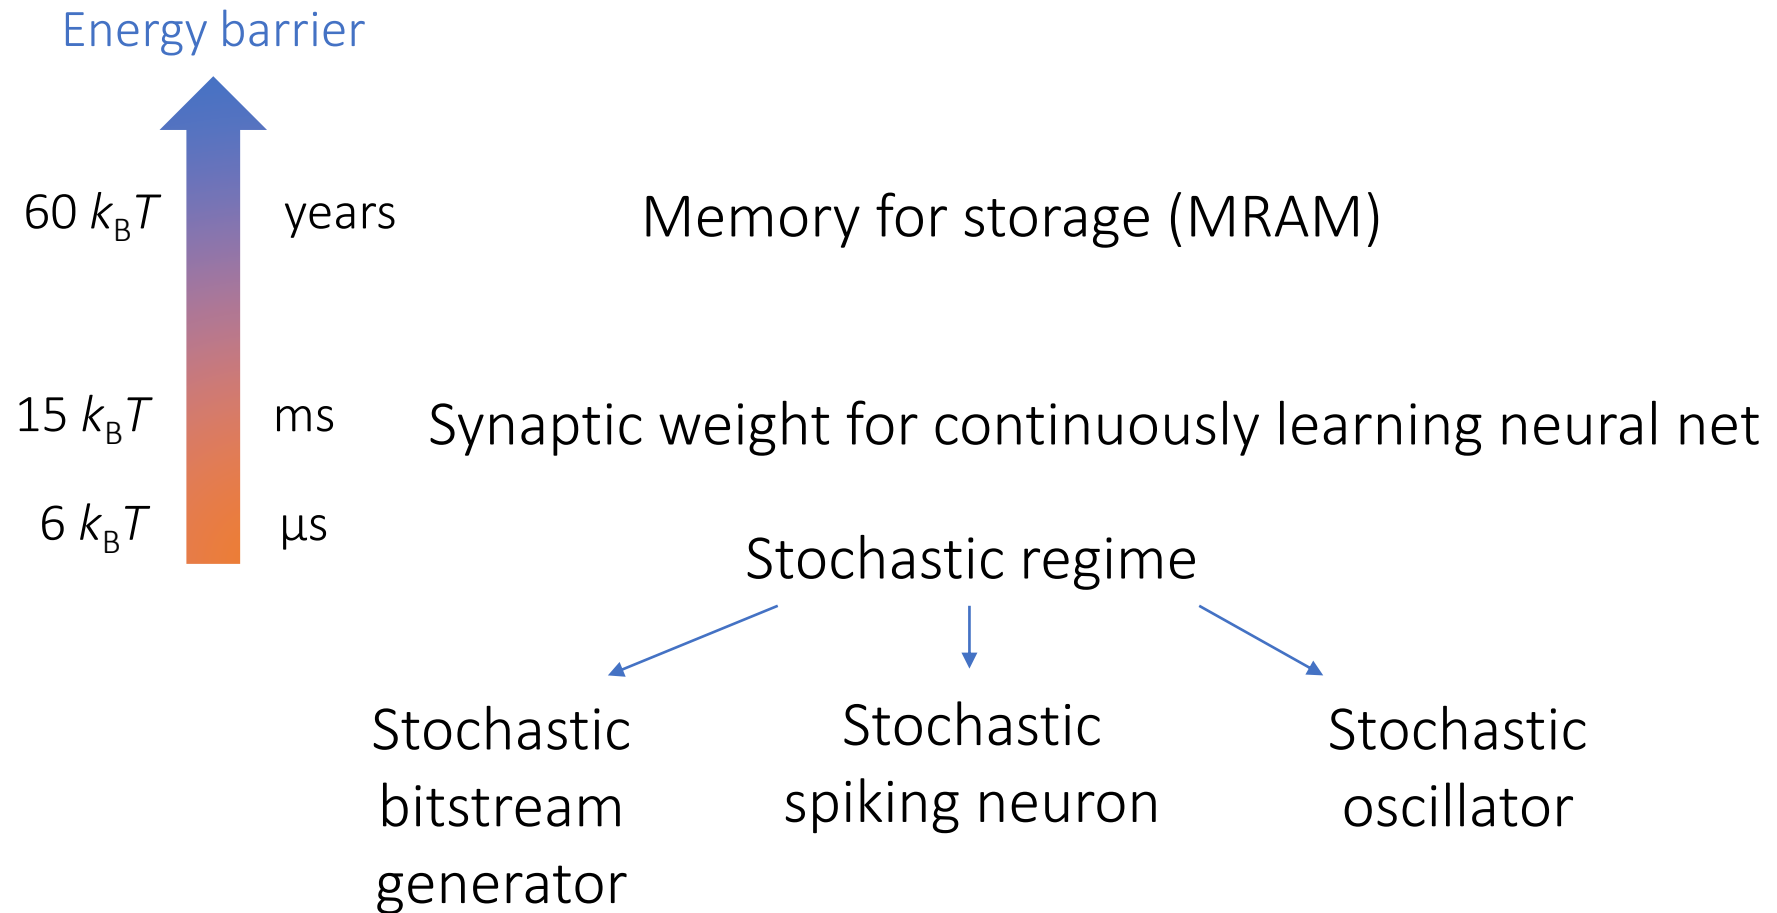 Energy barrier
60 kBT years Memory for storage (MRAM)
15 kBT ms Synaptic weight for continuously learning neural net
6 kBT µs
Stochastic regime
Stochastic bitstream generator
Stochastic spiking neuron
Stochastic oscillator